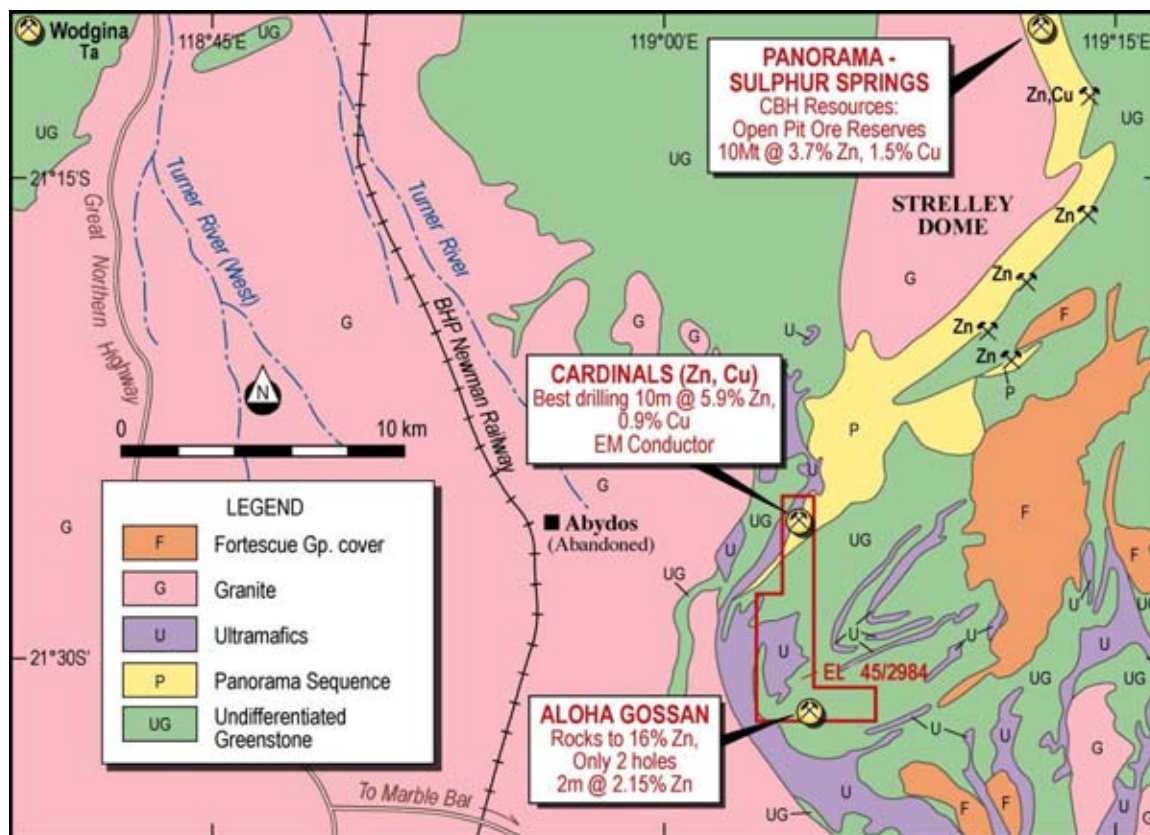 Wodgina
Ta
118°45'E
119°00'E
119°15'E
UG
UG
PANORAMA -
SULPHUR SPRINGS
CBH Resources:
Open Pit Ore Reserves
10Mt @ 3.7% Zn, 1.5% Cu
Zn,Cu
UG
UG
21°15'S
Great Northern Highway
Turner River (West)
Turner River
BHP Newman Railway
STRELLEY
DOME
Zn
G
Zn
F
Zn
Zn
P
G
G
G
U
N
0
10 km
CARDINALS (Zn, Cu)
Best drilling 10m @ 5.9% Zn,
0.9% Cu
EM Conductor
P
U
G
G
Abydos
(Abandoned)
UG
U
UG
UG
F
F
U
UG
LEGEND
F
Fortescue Gp. cover
G
Granite
U
Ultramafics
P
Panorama Sequence
UG
Undifferentiated
Greenstone
21°30'S'
U
U
U
EL 45/2984
UG
UG
ALOHA GOSSAN
Rocks to 16% Zn,
Only 2 holes
2m @ 2.15% Zn
U
U
G
U
F
F
UG
UG
U
G
To Marble Bar